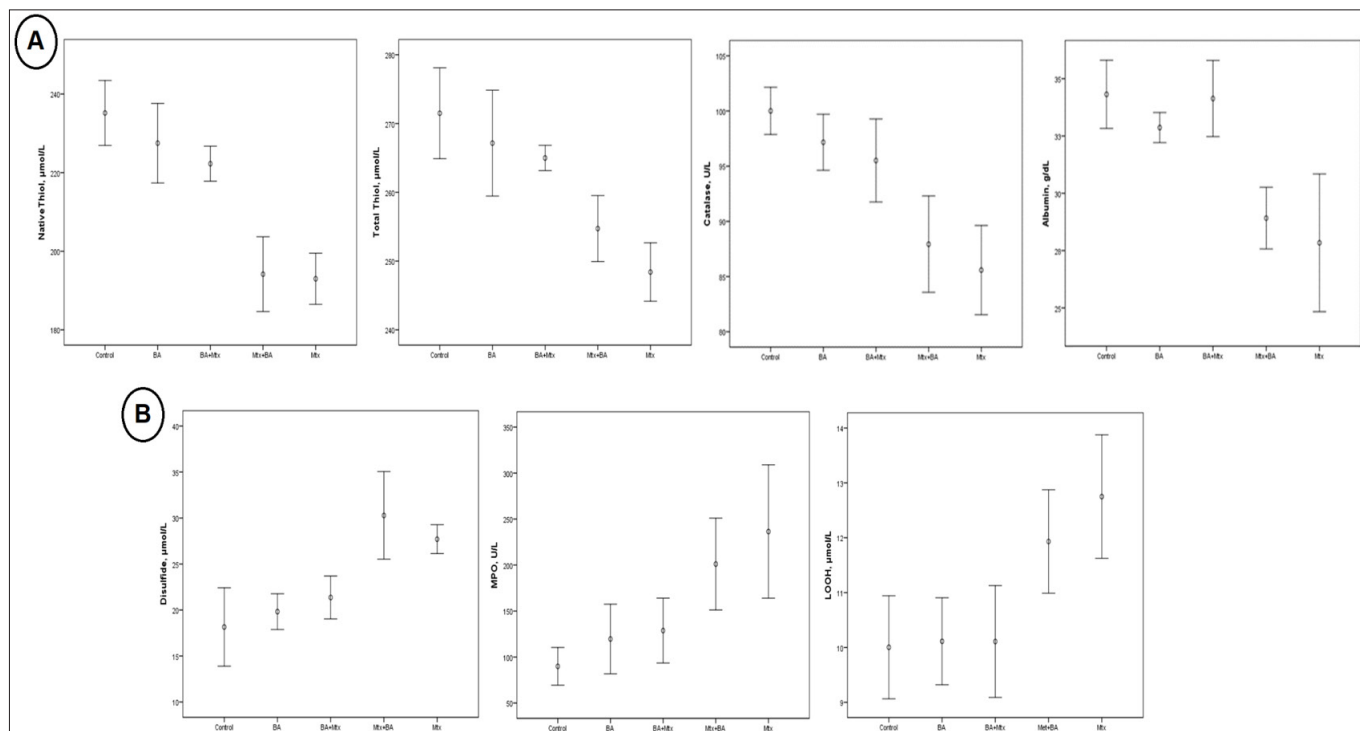 A
Native Thiol, µmol/L
240
220
200
180
Control BA BA+Mtx Mtx+BA Mtx
Total Thiol, µmol/L
280
270
260
250
240
Control BA BA+Mtx Mtx+BA Mtx
Catalase, U/L
105
100
95
90
85
80
Control BA BA+Mtx Mtx+BA Mtx
Albumin, g/dL
35
33
30
28
25
Control BA BA+Mtx Mtx+BA Mtx
B
Disulfide, µmol/L
40
35
30
25
20
15
10
Control BA BA+Mtx Mtx+BA Mtx
MPO, U/L
350
300
250
200
150
100
50
Control BA BA+Mtx Mtx+BA Mtx
LOOH, µmol/L
14
13
12
11
10
9
Control BA BA+Mtx Met+BA Mtx